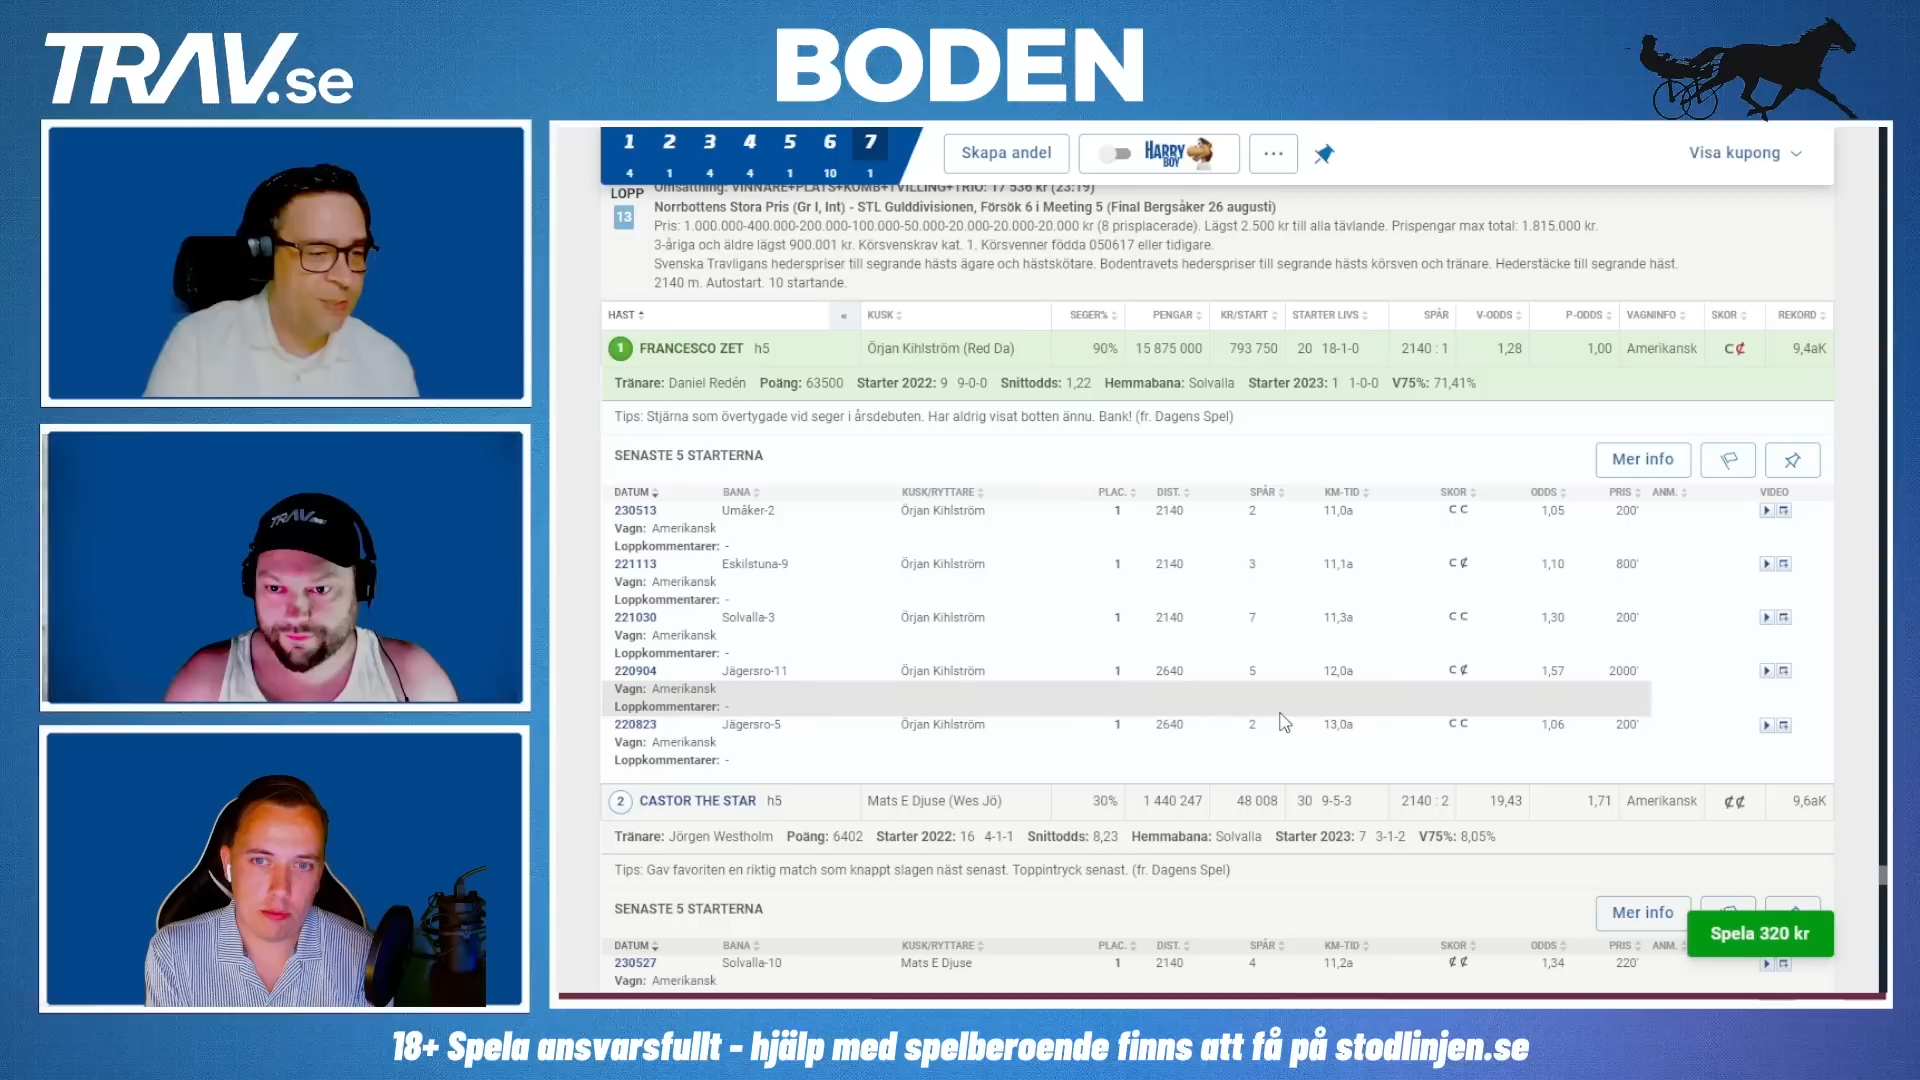 TRAV.se
BODEN
1 2 3 4 5 6 7
4 1 4 4 1 10 1
Skapa andel
HARRY BOY
...
Visa kupong
LOPP
13
Omsättning: VINNARE+PLATS+KOMB+TVILLING+TRIO: 17 536 kr (23:19)
Norrbottens Stora Pris (Gr I, Int) - STL Gulddivisionen, Försök 6 i Meeting 5 (Final Bergsåker 26 augusti)
Pris: 1.000.000-400.000-200.000-100.000-50.000-20.000-20.000-20.000 kr (8 prisplacerade). Lägst 2.500 kr till alla tävlande. Prispengar max total: 1.815.000 kr.
3-åriga och äldre lägst 900.001 kr. Körsvenskrav kat. 1. Körsvenner födda 050617 eller tidigare.
Svenska Travligans hederspriser till segrande hästs ägare och hästskötare. Bodentravets hederspriser till segrande hästs körsven och tränare. Hederstäcke till segrande häst.
2140 m. Autostart. 10 startande.
HÄST « KUSK SEGER% PENGAR KR/START STARTER LIVS SPÅR V-ODDS P-ODDS VAGNINFO SKOR REKORD
1 FRANCESCO ZET h5 Örjan Kihlström (Red Da) 90% 15 875 000 793 750 20 18-1-0 2140 : 1 1,28 1,00 Amerikansk C₵ 9,4aK
Tränare: Daniel Redén Poäng: 63500 Starter 2022: 9 9-0-0 Snittodds: 1,22 Hemmabana: Solvalla Starter 2023: 1 1-0-0 V75%: 71,41%
Tips: Stjärna som övertygade vid seger i årsdebuten. Har aldrig visat botten ännu. Bank! (fr. Dagens Spel)
SENASTE 5 STARTERNA Mer info
DATUM BANA KUSK/RYTTARE PLAC. DIST. SPÅR KM-TID SKOR ODDS PRIS ANM. VIDEO
230513 Umåker-2 Örjan Kihlström 1 2140 2 11,0a C C 1,05 200'
Vagn: Amerikansk
Loppkommentarer: -
221113 Eskilstuna-9 Örjan Kihlström 1 2140 3 11,1a C ₵ 1,10 800'
Vagn: Amerikansk
Loppkommentarer: -
221030 Solvalla-3 Örjan Kihlström 1 2140 7 11,3a C C 1,30 200'
Vagn: Amerikansk
Loppkommentarer: -
220904 Jägersro-11 Örjan Kihlström 1 2640 5 12,0a C ₵ 1,57 2000'
Vagn: Amerikansk
Loppkommentarer: -
220823 Jägersro-5 Örjan Kihlström 1 2640 2 13,0a C C 1,06 200'
Vagn: Amerikansk
Loppkommentarer: -
2 CASTOR THE STAR h5 Mats E Djuse (Wes Jö) 30% 1 440 247 48 008 30 9-5-3 2140 : 2 19,43 1,71 Amerikansk ₵₵ 9,6aK
Tränare: Jörgen Westholm Poäng: 6402 Starter 2022: 16 4-1-1 Snittodds: 8,23 Hemmabana: Solvalla Starter 2023: 7 3-1-2 V75%: 8,05%
Tips: Gav favoriten en riktig match som knappt slagen näst senast. Toppintryck senast. (fr. Dagens Spel)
SENASTE 5 STARTERNA Mer info
Spela 320 kr
DATUM BANA KUSK/RYTTARE PLAC. DIST. SPÅR KM-TID SKOR ODDS PRIS ANM.
230527 Solvalla-10 Mats E Djuse 1 2140 4 11,2a ₵ ₵ 1,34 220'
Vagn: Amerikansk
TRAV.se
18+ Spela ansvarsfullt - hjälp med spelberoende finns att få på stodlinjen.se